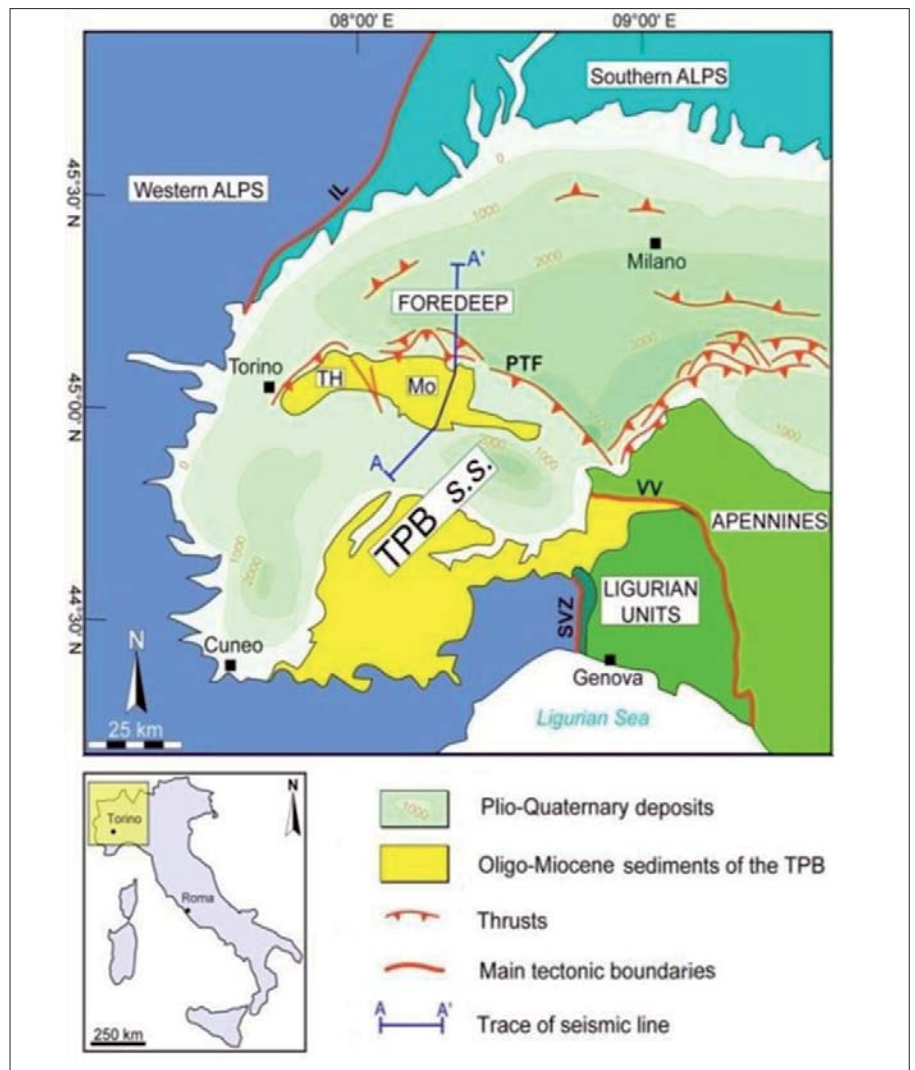 08°00' E
09°00' E
Southern ALPS
45°30' N
Western ALPS
IL
0
1000
2000
Milano
A'
FOREDEEP
3000
Torino
TH
Mo
PTF
45°00' N
0
A
2000
1000
1000
TPB s.s.
VV
APENNINES
1000
2000
LIGURIAN
UNITS
SVZ
44°30' N
Cuneo
N
Genova
25 km
Ligurian Sea
N
Torino
Roma
250 km
1000
Plio-Quaternary deposits
Oligo-Miocene sediments of the TPB
Thrusts
Main tectonic boundaries
A
A'
Trace of seismic line